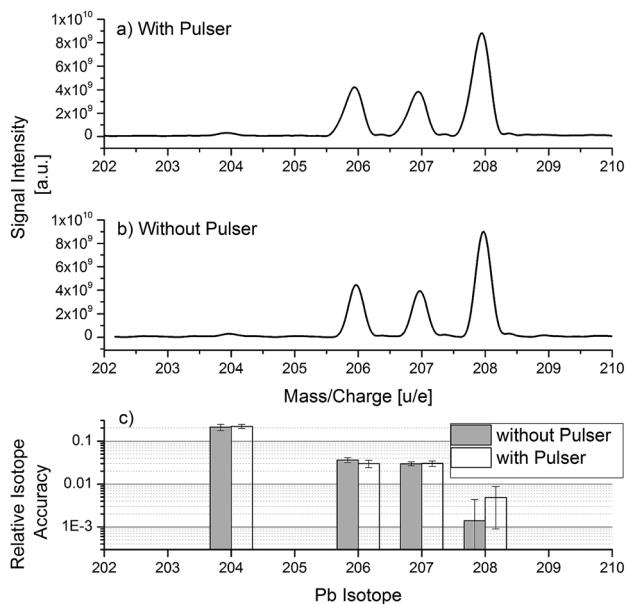 a) With Pulser
1x10¹⁰
8x10⁹
6x10⁹
4x10⁹
2x10⁹
0
202 203 204 205 206 207 208 209 210
Signal Intensity
[a.u.]
b) Without Pulser
1x10¹⁰
8x10⁹
6x10⁹
4x10⁹
2x10⁹
0
202 203 204 205 206 207 208 209 210
Mass/Charge [u/e]
c)
without Pulser
with Pulser
0.1
0.01
1E-3
Relative Isotope
Accuracy
202 203 204 205 206 207 208 209 210
Pb Isotope